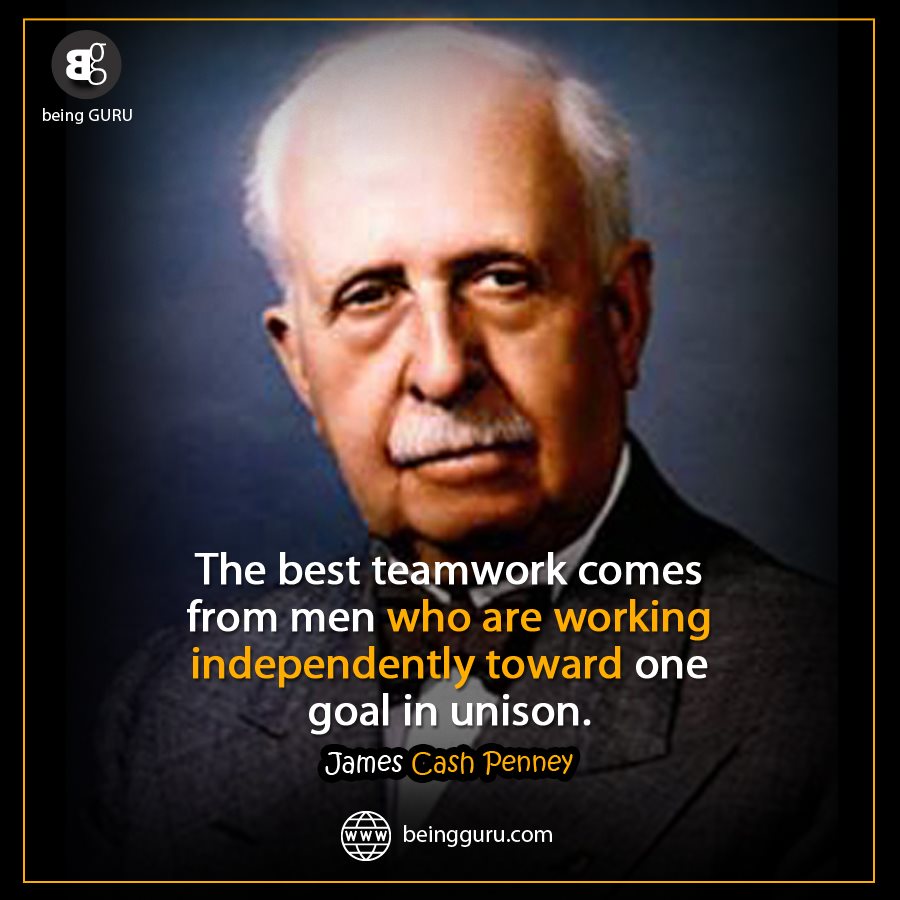 Bg
being GURU
The best teamwork comes
from men who are working
independently toward one
goal in unison.
James Cash Penney
www beingguru.com